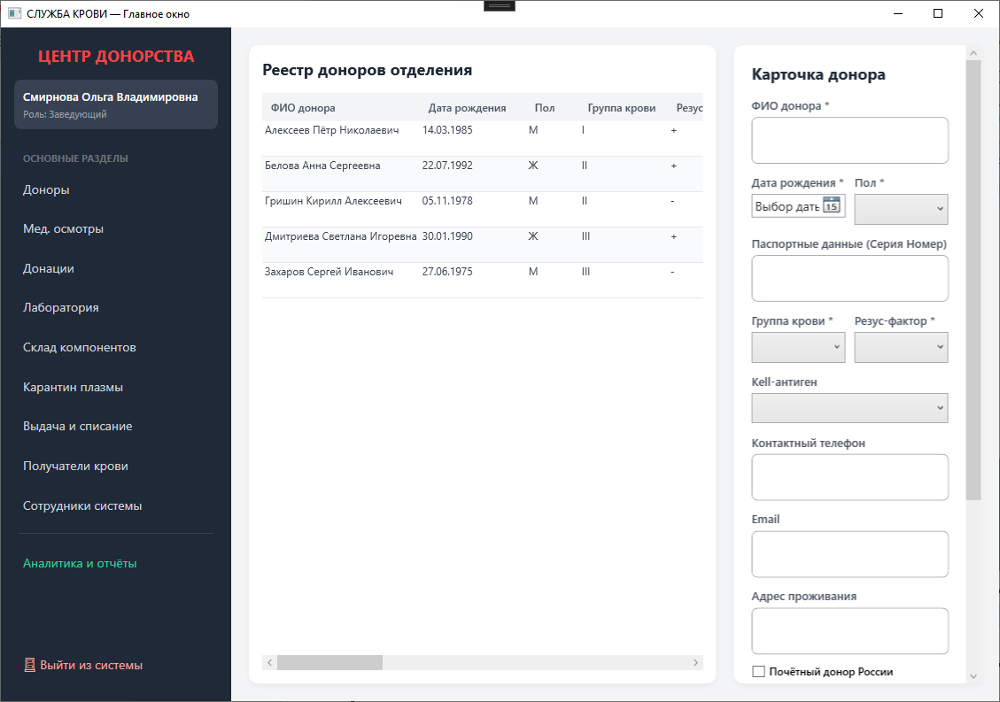 СЛУЖБА КРОВИ — Главное окно
ЦЕНТР ДОНОРСТВА
Смирнова Ольга Владимировна
Роль: Заведующий
ОСНОВНЫЕ РАЗДЕЛЫ
Доноры
Мед. осмотры
Донации
Лаборатория
Склад компонентов
Карантин плазмы
Выдача и списание
Получатели крови
Сотрудники системы
Аналитика и отчёты
Выйти из системы
Реестр доноров отделения
ФИО донора Дата рождения Пол Группа крови Резус
Алексеев Пётр Николаевич 14.03.1985 М I +
Белова Анна Сергеевна 22.07.1992 Ж II +
Гришин Кирилл Алексеевич 05.11.1978 М II -
Дмитриева Светлана Игоревна 30.01.1990 Ж III +
Захаров Сергей Иванович 27.06.1975 М III -
Карточка донора
ФИО донора *
Дата рождения * Пол *
Выбор даты 15
Паспортные данные (Серия Номер)
Группа крови * Резус-фактор *
Kell-антиген
Контактный телефон
Email
Адрес проживания
Почётный донор России